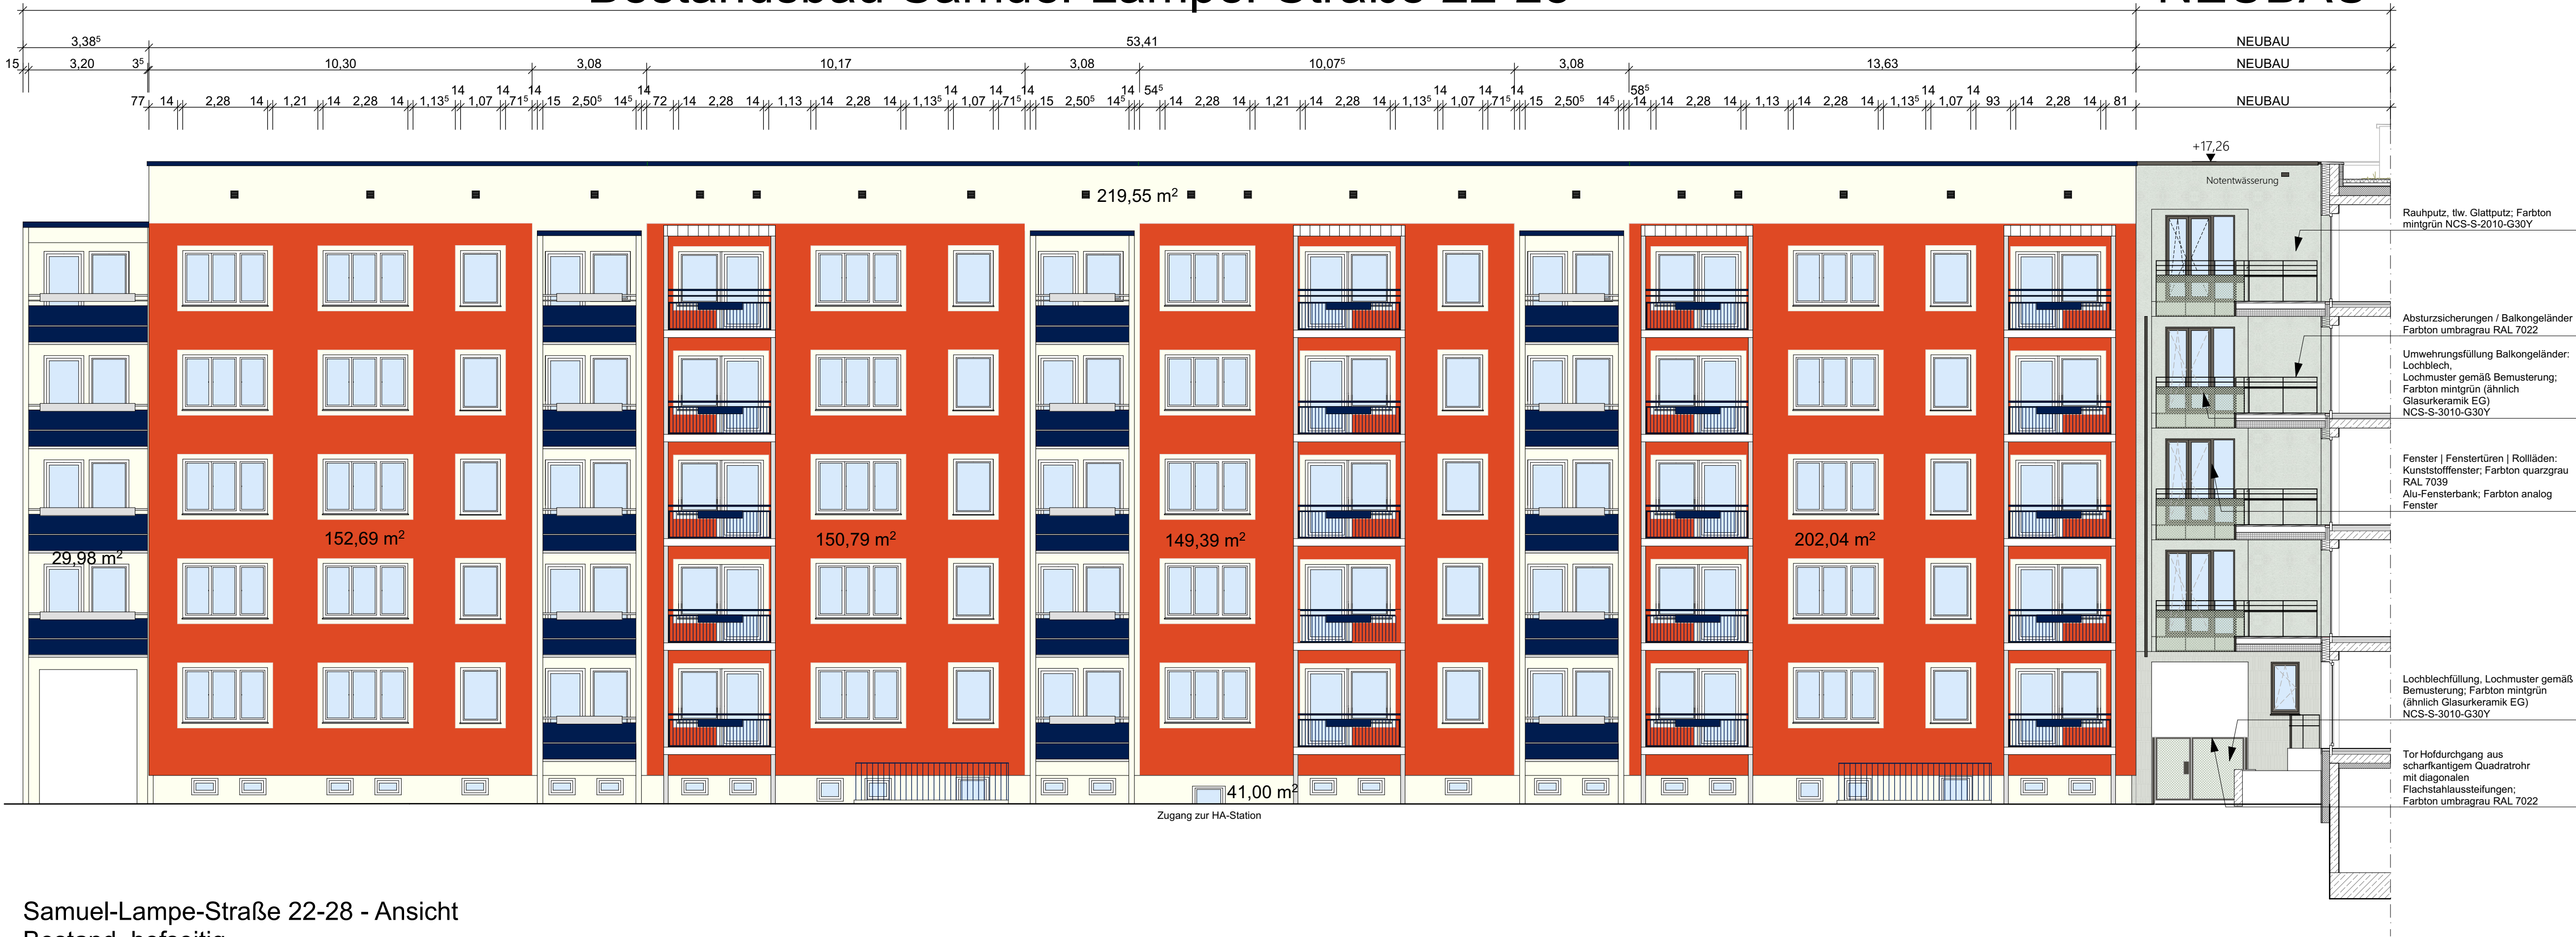 Bestandsbau Samuel-Lampel-Straße 22-28
NEUBAU
3,38⁵ 53,41 NEUBAU
15 3,20 3⁵ 10,30 3,08 10,17 3,08 10,07⁵ 3,08 13,63 NEUBAU
77 14 2,28 14 1,21 14 2,28 14 1,13⁵ 14 1,07 14 71⁵ 14 15 2,50⁵ 14⁵ 14 72 14 2,28 14 1,13 14 2,28 14 1,13⁵ 14 1,07 14 71⁵ 14 15 2,50⁵ 14⁵ 14 54⁵ 14 2,28 14 1,21 14 2,28 14 1,13⁵ 14 1,07 14 71⁵ 14 15 2,50⁵ 14⁵ 58⁵ 14 14 2,28 14 1,13 14 2,28 14 1,13⁵ 14 1,07 14 93 14 2,28 14 81 NEUBAU
+17,26
Notentwässerung
219,55 m²
Rauhputz, tlw. Glattputz; Farbton
mintgrün NCS-S-2010-G30Y
Absturzsicherungen / Balkongeländer
Farbton umbragrau RAL 7022
Umwehrungsfüllung Balkongeländer:
Lochblech,
Lochmuster gemäß Bemusterung;
Farbton mintgrün (ähnlich
Glasurkeramik EG)
NCS-S-3010-G30Y
Fenster | Fenstertüren | Rollläden:
Kunststofffenster; Farbton quarzgrau
RAL 7039
Alu-Fensterbank; Farbton analog
Fenster
29,98 m²
152,69 m²
150,79 m²
149,39 m²
202,04 m²
Lochblechfüllung, Lochmuster gemäß
Bemusterung; Farbton mintgrün
(ähnlich Glasurkeramik EG)
NCS-S-3010-G30Y
Tor Hofdurchgang aus
scharfkantigem Quadratrohr
mit diagonalen
Flachstahlaussteifungen;
Farbton umbragrau RAL 7022
41,00 m²
Zugang zur HA-Station
Samuel-Lampe-Straße 22-28 - Ansicht
Bestand, hofseitig